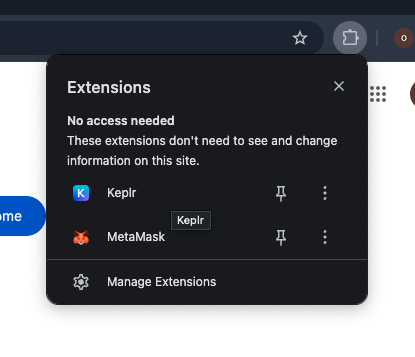 O
Extensions
No access needed
These extensions don't need to see and change
information on this site.
ome
K
Keplr
Keplr
MetaMask
Manage Extensions